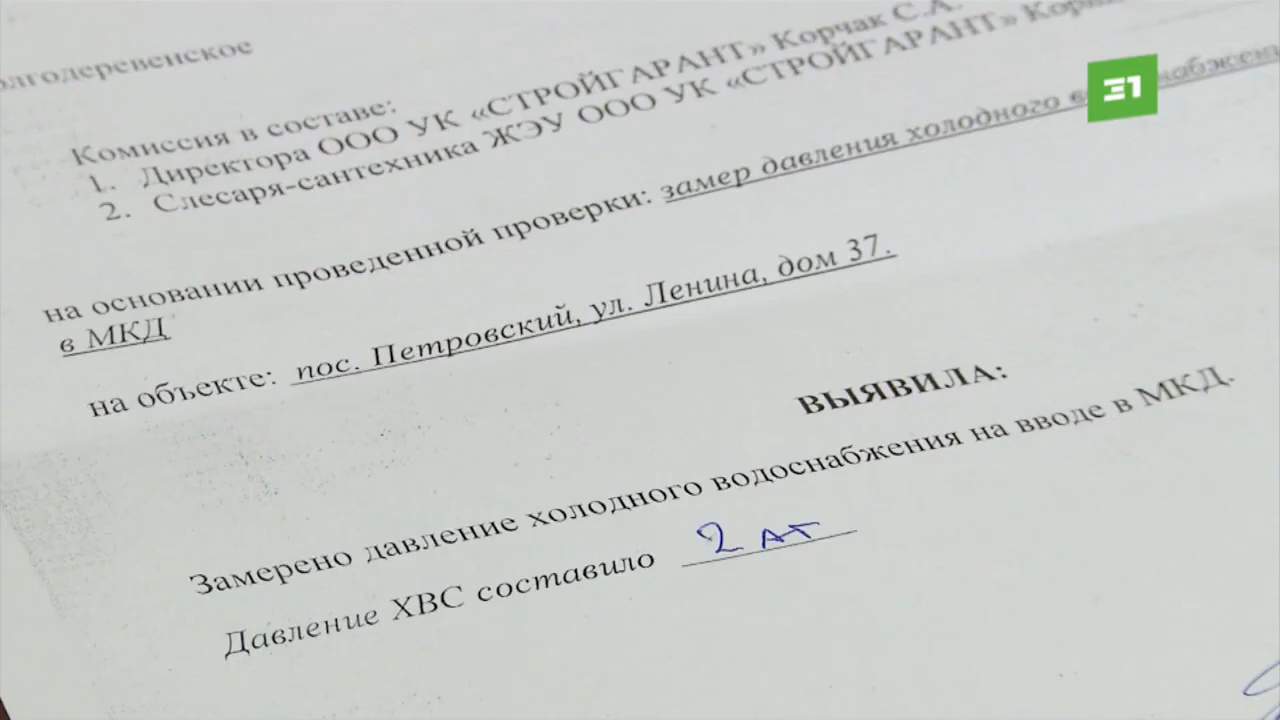 Комиссия в составе:
1. Директора ООО УК «СТРОЙГАРАНТ» Корчак С.А.
2. Слесаря-сантехника ЖЭУ ООО УК «СТРОЙГАРАНТ»
на основании проведенной проверки: замер давления холодного
в МКД
на объекте: пос. Петровский, ул. Ленина, дом 37.
ВЫЯВИЛА:
Замерено давление холодного водоснабжения на вводе в МКД.
Давление ХВС составило 2 ат
31